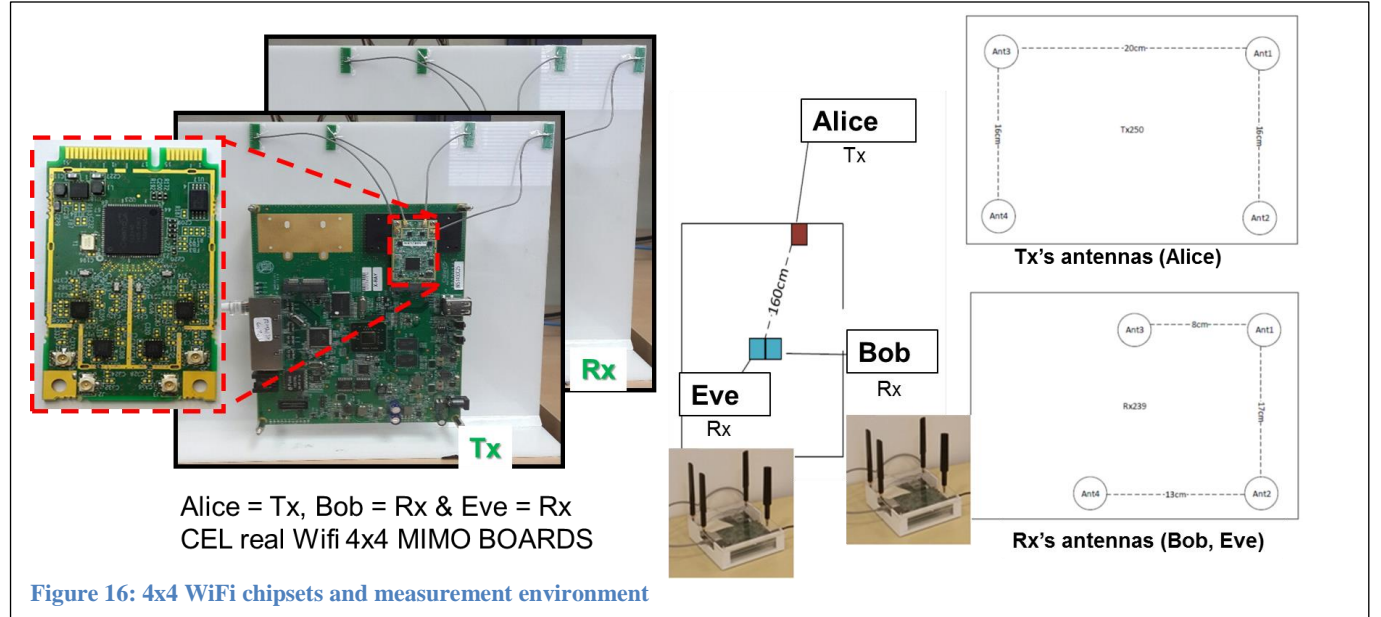 Rx
Tx
Alice = Tx, Bob = Rx & Eve = Rx
CEL real Wifi 4x4 MIMO BOARDS
Alice
Tx
160cm
Bob
Rx
Eve
Rx
Ant3
20cm
Ant1
16cm
Tx250
16cm
Ant4
Ant2
Tx's antennas (Alice)
Ant3
8cm
Ant1
Rx239
17cm
Ant4
13cm
Ant2
Rx's antennas (Bob, Eve)
Figure 16: 4x4 WiFi chipsets and measurement environment